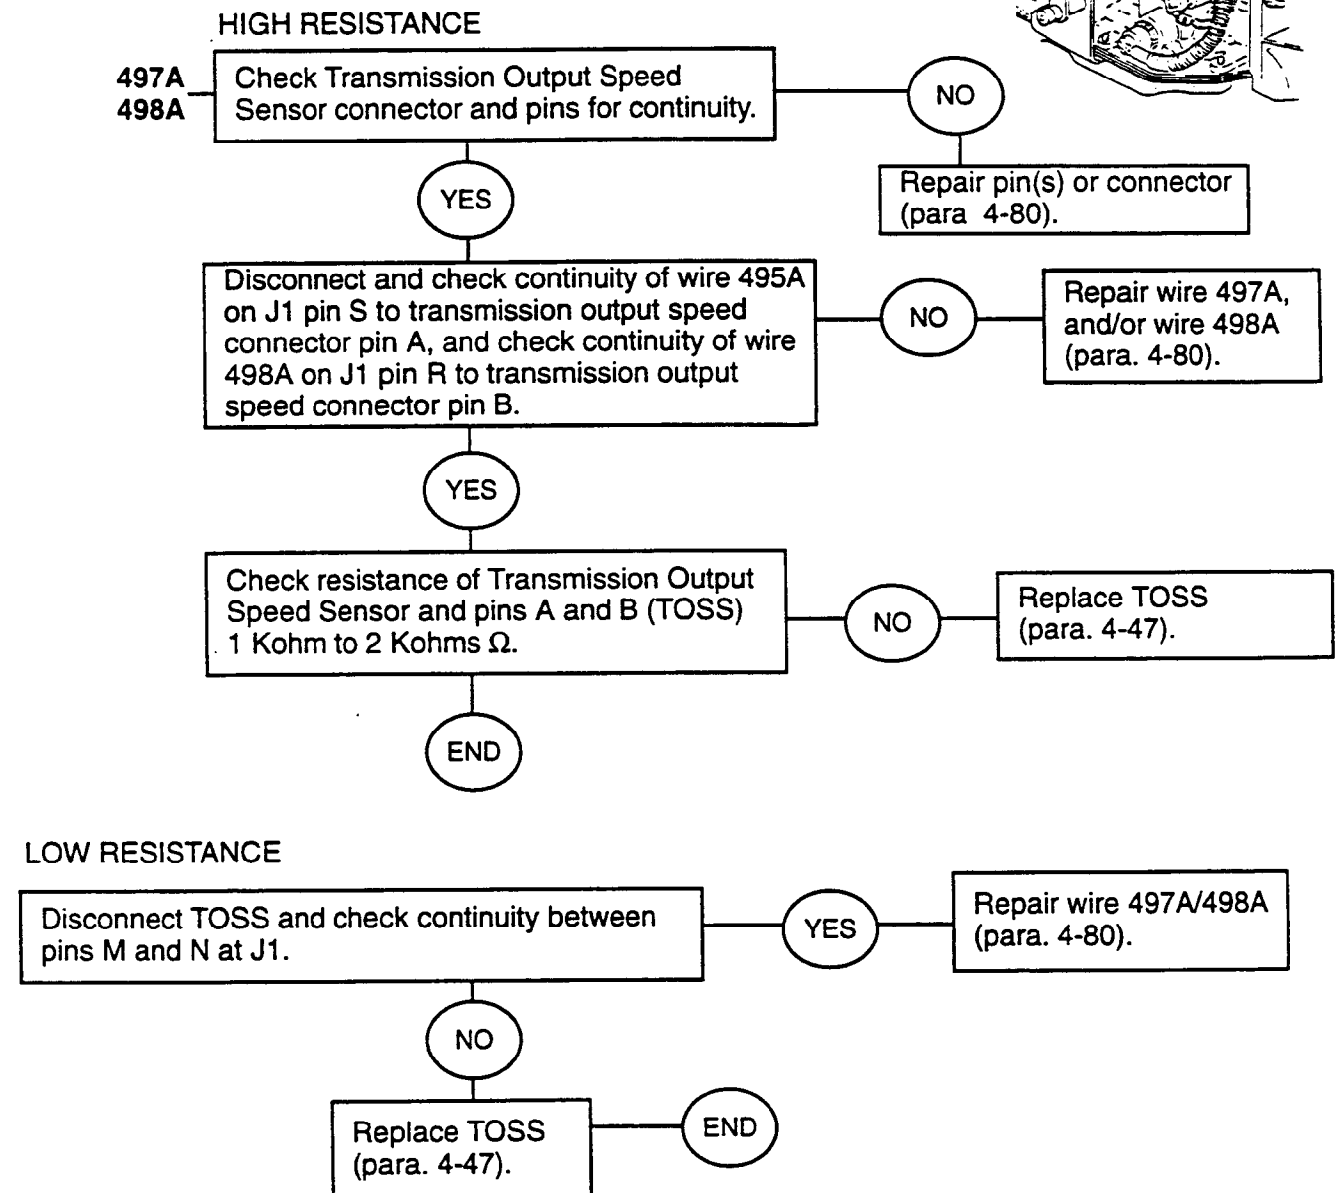 HIGH RESISTANCE
497A
498A
Check Transmission Output Speed
Sensor connector and pins for continuity.
NO
Repair pin(s) or connector
(para 4-80).
YES
Disconnect and check continuity of wire 495A
on J1 pin S to transmission output speed
connector pin A, and check continuity of wire
498A on J1 pin R to transmission output
speed connector pin B.
NO
Repair wire 497A,
and/or wire 498A
(para. 4-80).
YES
Check resistance of Transmission Output
Speed Sensor and pins A and B (TOSS)
1 Kohm to 2 Kohms Ω.
NO
Replace TOSS
(para. 4-47).
END
LOW RESISTANCE
Disconnect TOSS and check continuity between
pins M and N at J1.
YES
Repair wire 497A/498A
(para. 4-80).
NO
Replace TOSS
(para. 4-47).
END